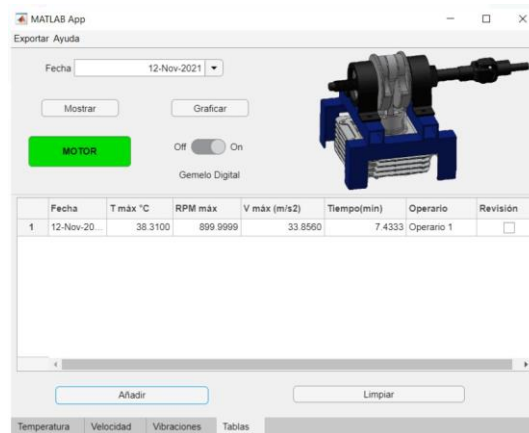 MATLAB App
Exportar Ayuda
Fecha 12-Nov-2021
Mostrar Graficar
MOTOR Off On
Gemelo Digital
Fecha T máx °C RPM máx V máx (m/s2) Tiempo(min) Operario Revisión
1 12-Nov-20... 38.3100 899.9999 33.8560 7.4333 Operario 1
Añadir Limpiar
Temperatura Velocidad Vibraciones Tablas